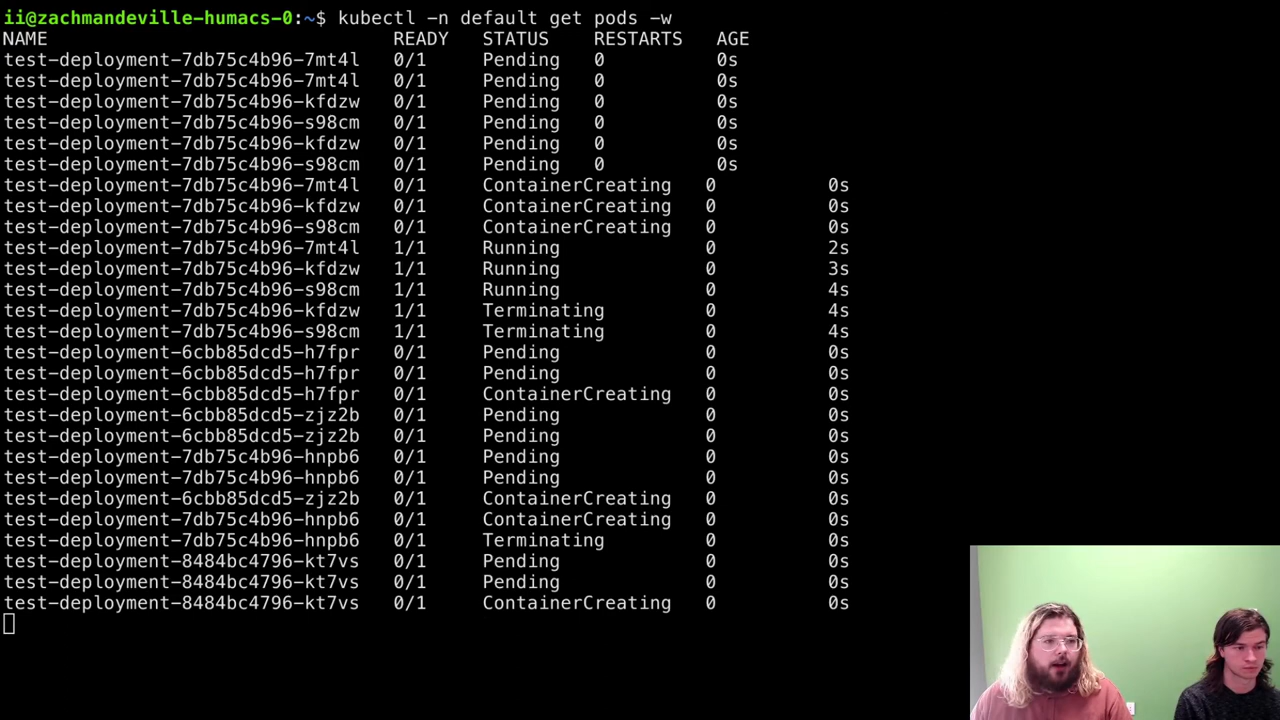 ii@zachmandeville-humacs-0:~$ kubectl -n default get pods -w
NAME READY STATUS RESTARTS AGE
test-deployment-7db75c4b96-7mt4l 0/1 Pending 0 0s
test-deployment-7db75c4b96-7mt4l 0/1 Pending 0 0s
test-deployment-7db75c4b96-kfdzw 0/1 Pending 0 0s
test-deployment-7db75c4b96-s98cm 0/1 Pending 0 0s
test-deployment-7db75c4b96-kfdzw 0/1 Pending 0 0s
test-deployment-7db75c4b96-s98cm 0/1 Pending 0 0s
test-deployment-7db75c4b96-7mt4l 0/1 ContainerCreating 0 0s
test-deployment-7db75c4b96-kfdzw 0/1 ContainerCreating 0 0s
test-deployment-7db75c4b96-s98cm 0/1 ContainerCreating 0 0s
test-deployment-7db75c4b96-7mt4l 1/1 Running 0 2s
test-deployment-7db75c4b96-kfdzw 1/1 Running 0 3s
test-deployment-7db75c4b96-s98cm 1/1 Running 0 4s
test-deployment-7db75c4b96-kfdzw 1/1 Terminating 0 4s
test-deployment-7db75c4b96-s98cm 1/1 Terminating 0 4s
test-deployment-6cbb85dcd5-h7fpr 0/1 Pending 0 0s
test-deployment-6cbb85dcd5-h7fpr 0/1 Pending 0 0s
test-deployment-6cbb85dcd5-h7fpr 0/1 ContainerCreating 0 0s
test-deployment-6cbb85dcd5-zjz2b 0/1 Pending 0 0s
test-deployment-6cbb85dcd5-zjz2b 0/1 Pending 0 0s
test-deployment-7db75c4b96-hnpb6 0/1 Pending 0 0s
test-deployment-7db75c4b96-hnpb6 0/1 Pending 0 0s
test-deployment-6cbb85dcd5-zjz2b 0/1 ContainerCreating 0 0s
test-deployment-7db75c4b96-hnpb6 0/1 ContainerCreating 0 0s
test-deployment-7db75c4b96-hnpb6 0/1 Terminating 0 0s
test-deployment-8484bc4796-kt7vs 0/1 Pending 0 0s
test-deployment-8484bc4796-kt7vs 0/1 Pending 0 0s
test-deployment-8484bc4796-kt7vs 0/1 ContainerCreating 0 0s